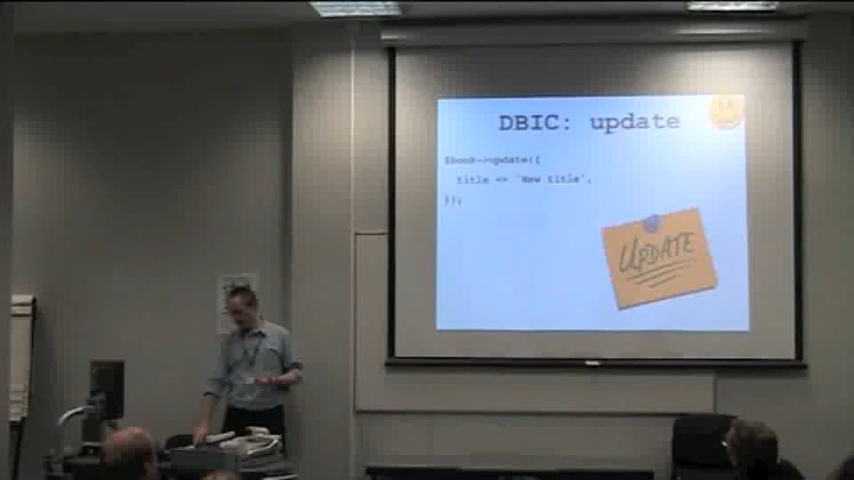 DBIC: update
$book->update({
title => 'New title',
});
UPDATE